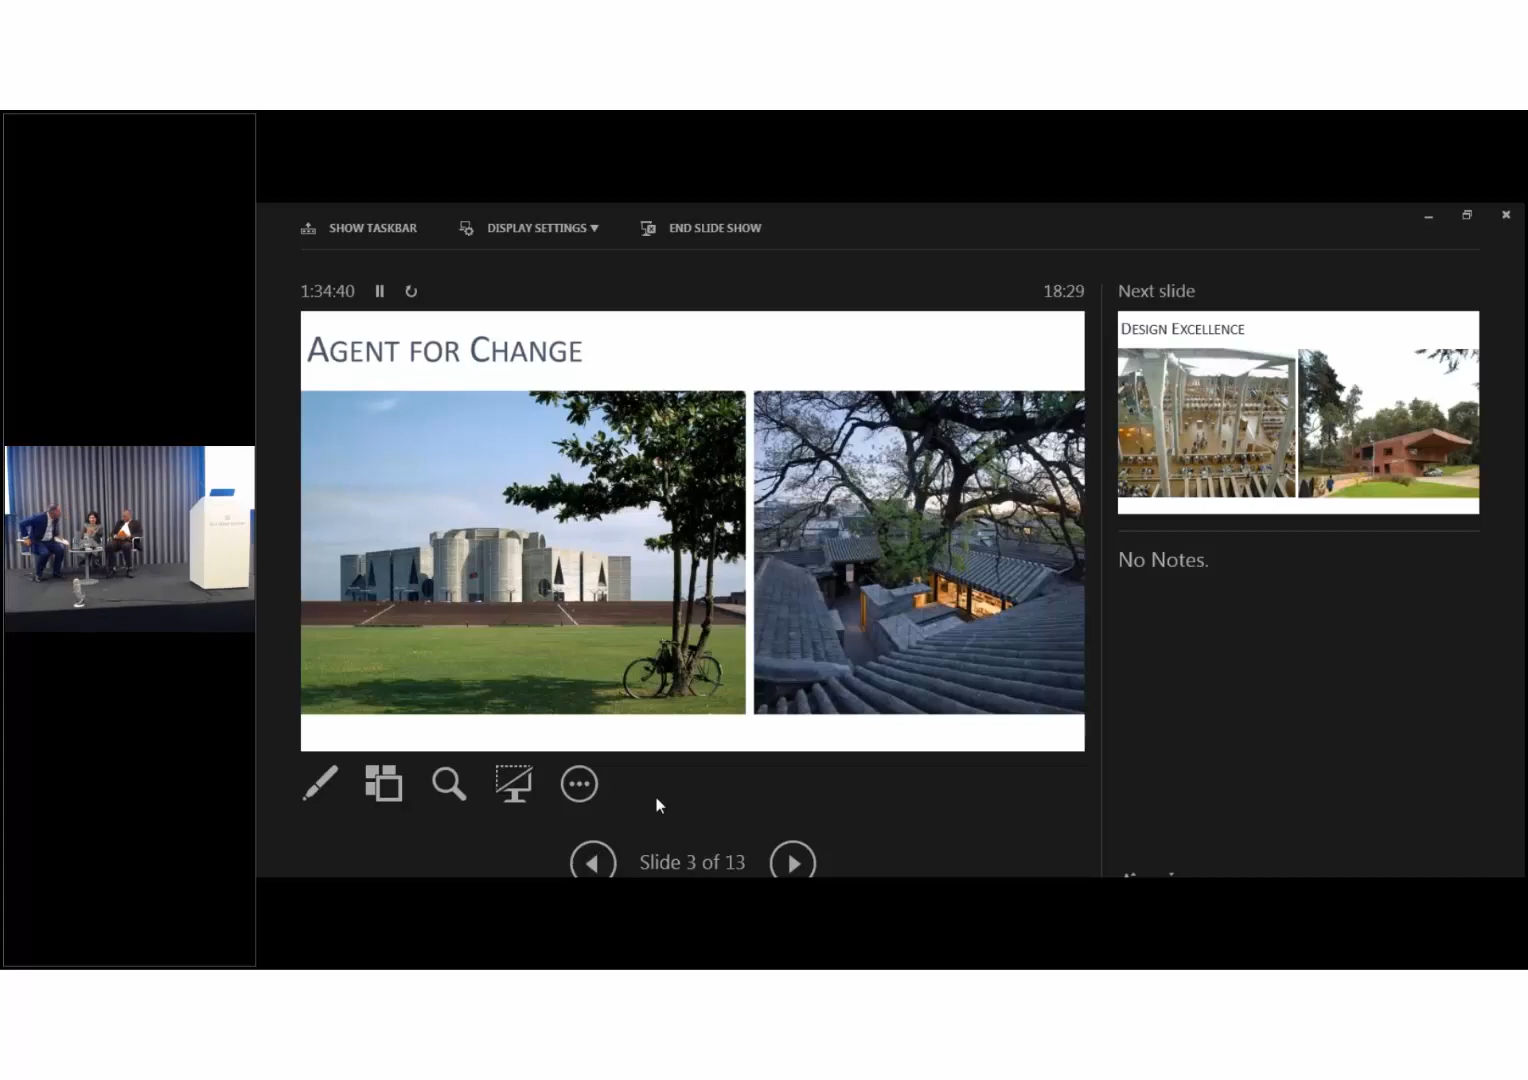 SHOW TASKBAR
DISPLAY SETTINGS
END SLIDE SHOW
1:34:40
18:29
AGENT FOR CHANGE
Next slide
DESIGN EXCELLENCE
No Notes.
Slide 3 of 13